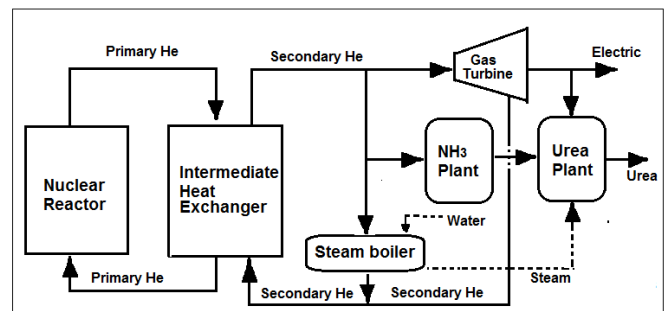 Primary He
Secondary He
Gas
Turbine
Electric
Nuclear
Reactor
Intermediate
Heat
Exchanger
NH3
Plant
Urea
Plant
Urea
Water
Steam boiler
Steam
Primary He
Secondary He
Secondary He